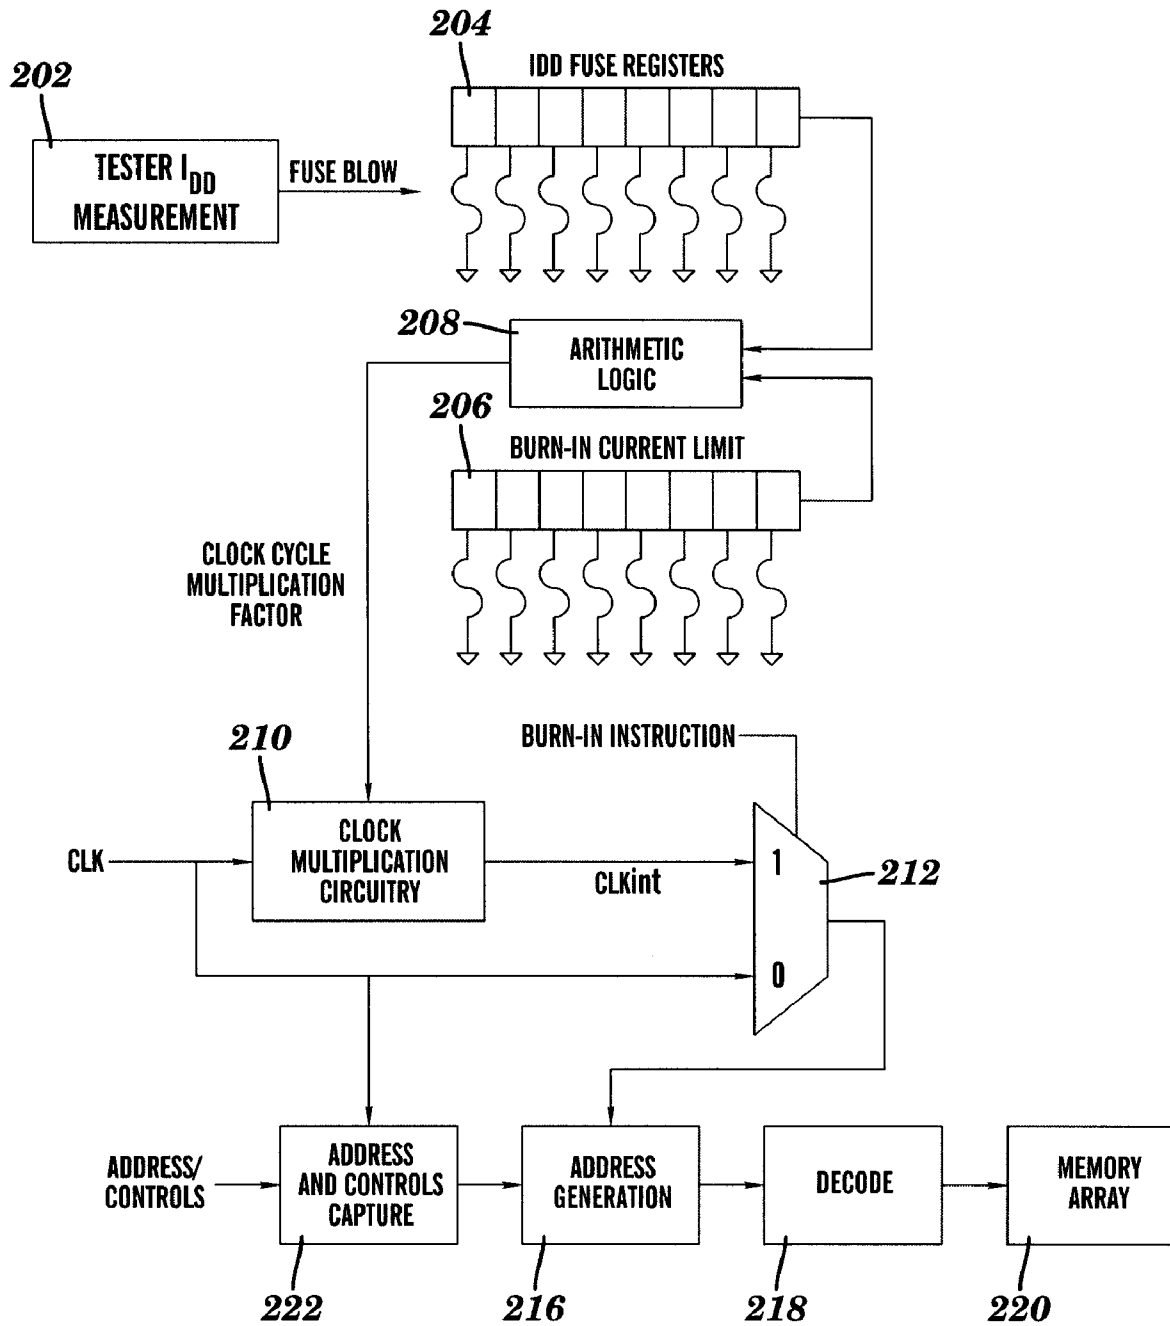 204
IDD FUSE REGISTERS
202
TESTER IDD
MEASUREMENT
FUSE BLOW
208
ARITHMETIC
LOGIC
206
BURN-IN CURRENT LIMIT
CLOCK CYCLE
MULTIPLICATION
FACTOR
BURN-IN INSTRUCTION
210
CLOCK
MULTIPLICATION
CIRCUITRY
CLK
CLKint
1
212
0
ADDRESS/
CONTROLS
ADDRESS
AND CONTROLS
CAPTURE
ADDRESS
GENERATION
DECODE
MEMORY
ARRAY
222
216
218
220